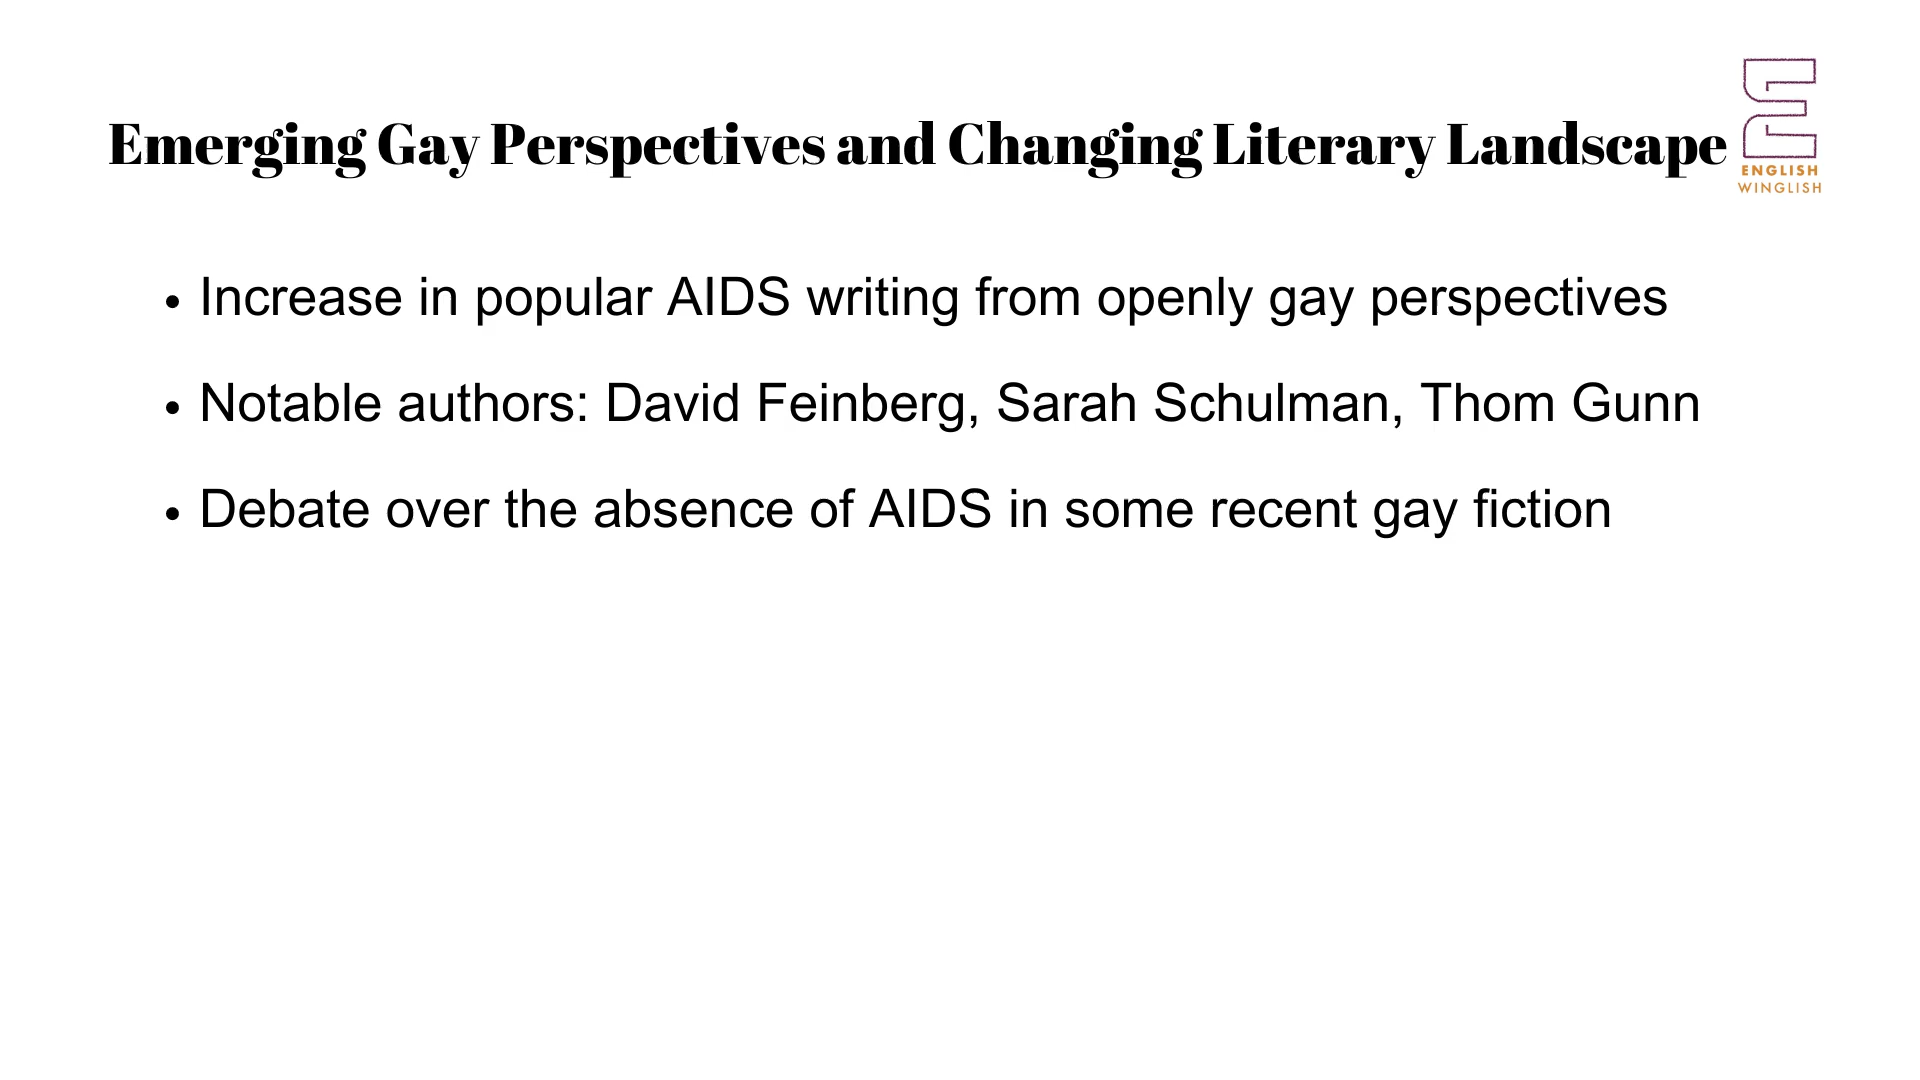 Emerging Gay Perspectives and Changing Literary Landscape
ENGLISH
WINGLISH
• Increase in popular AIDS writing from openly gay perspectives
• Notable authors: David Feinberg, Sarah Schulman, Thom Gunn
• Debate over the absence of AIDS in some recent gay fiction